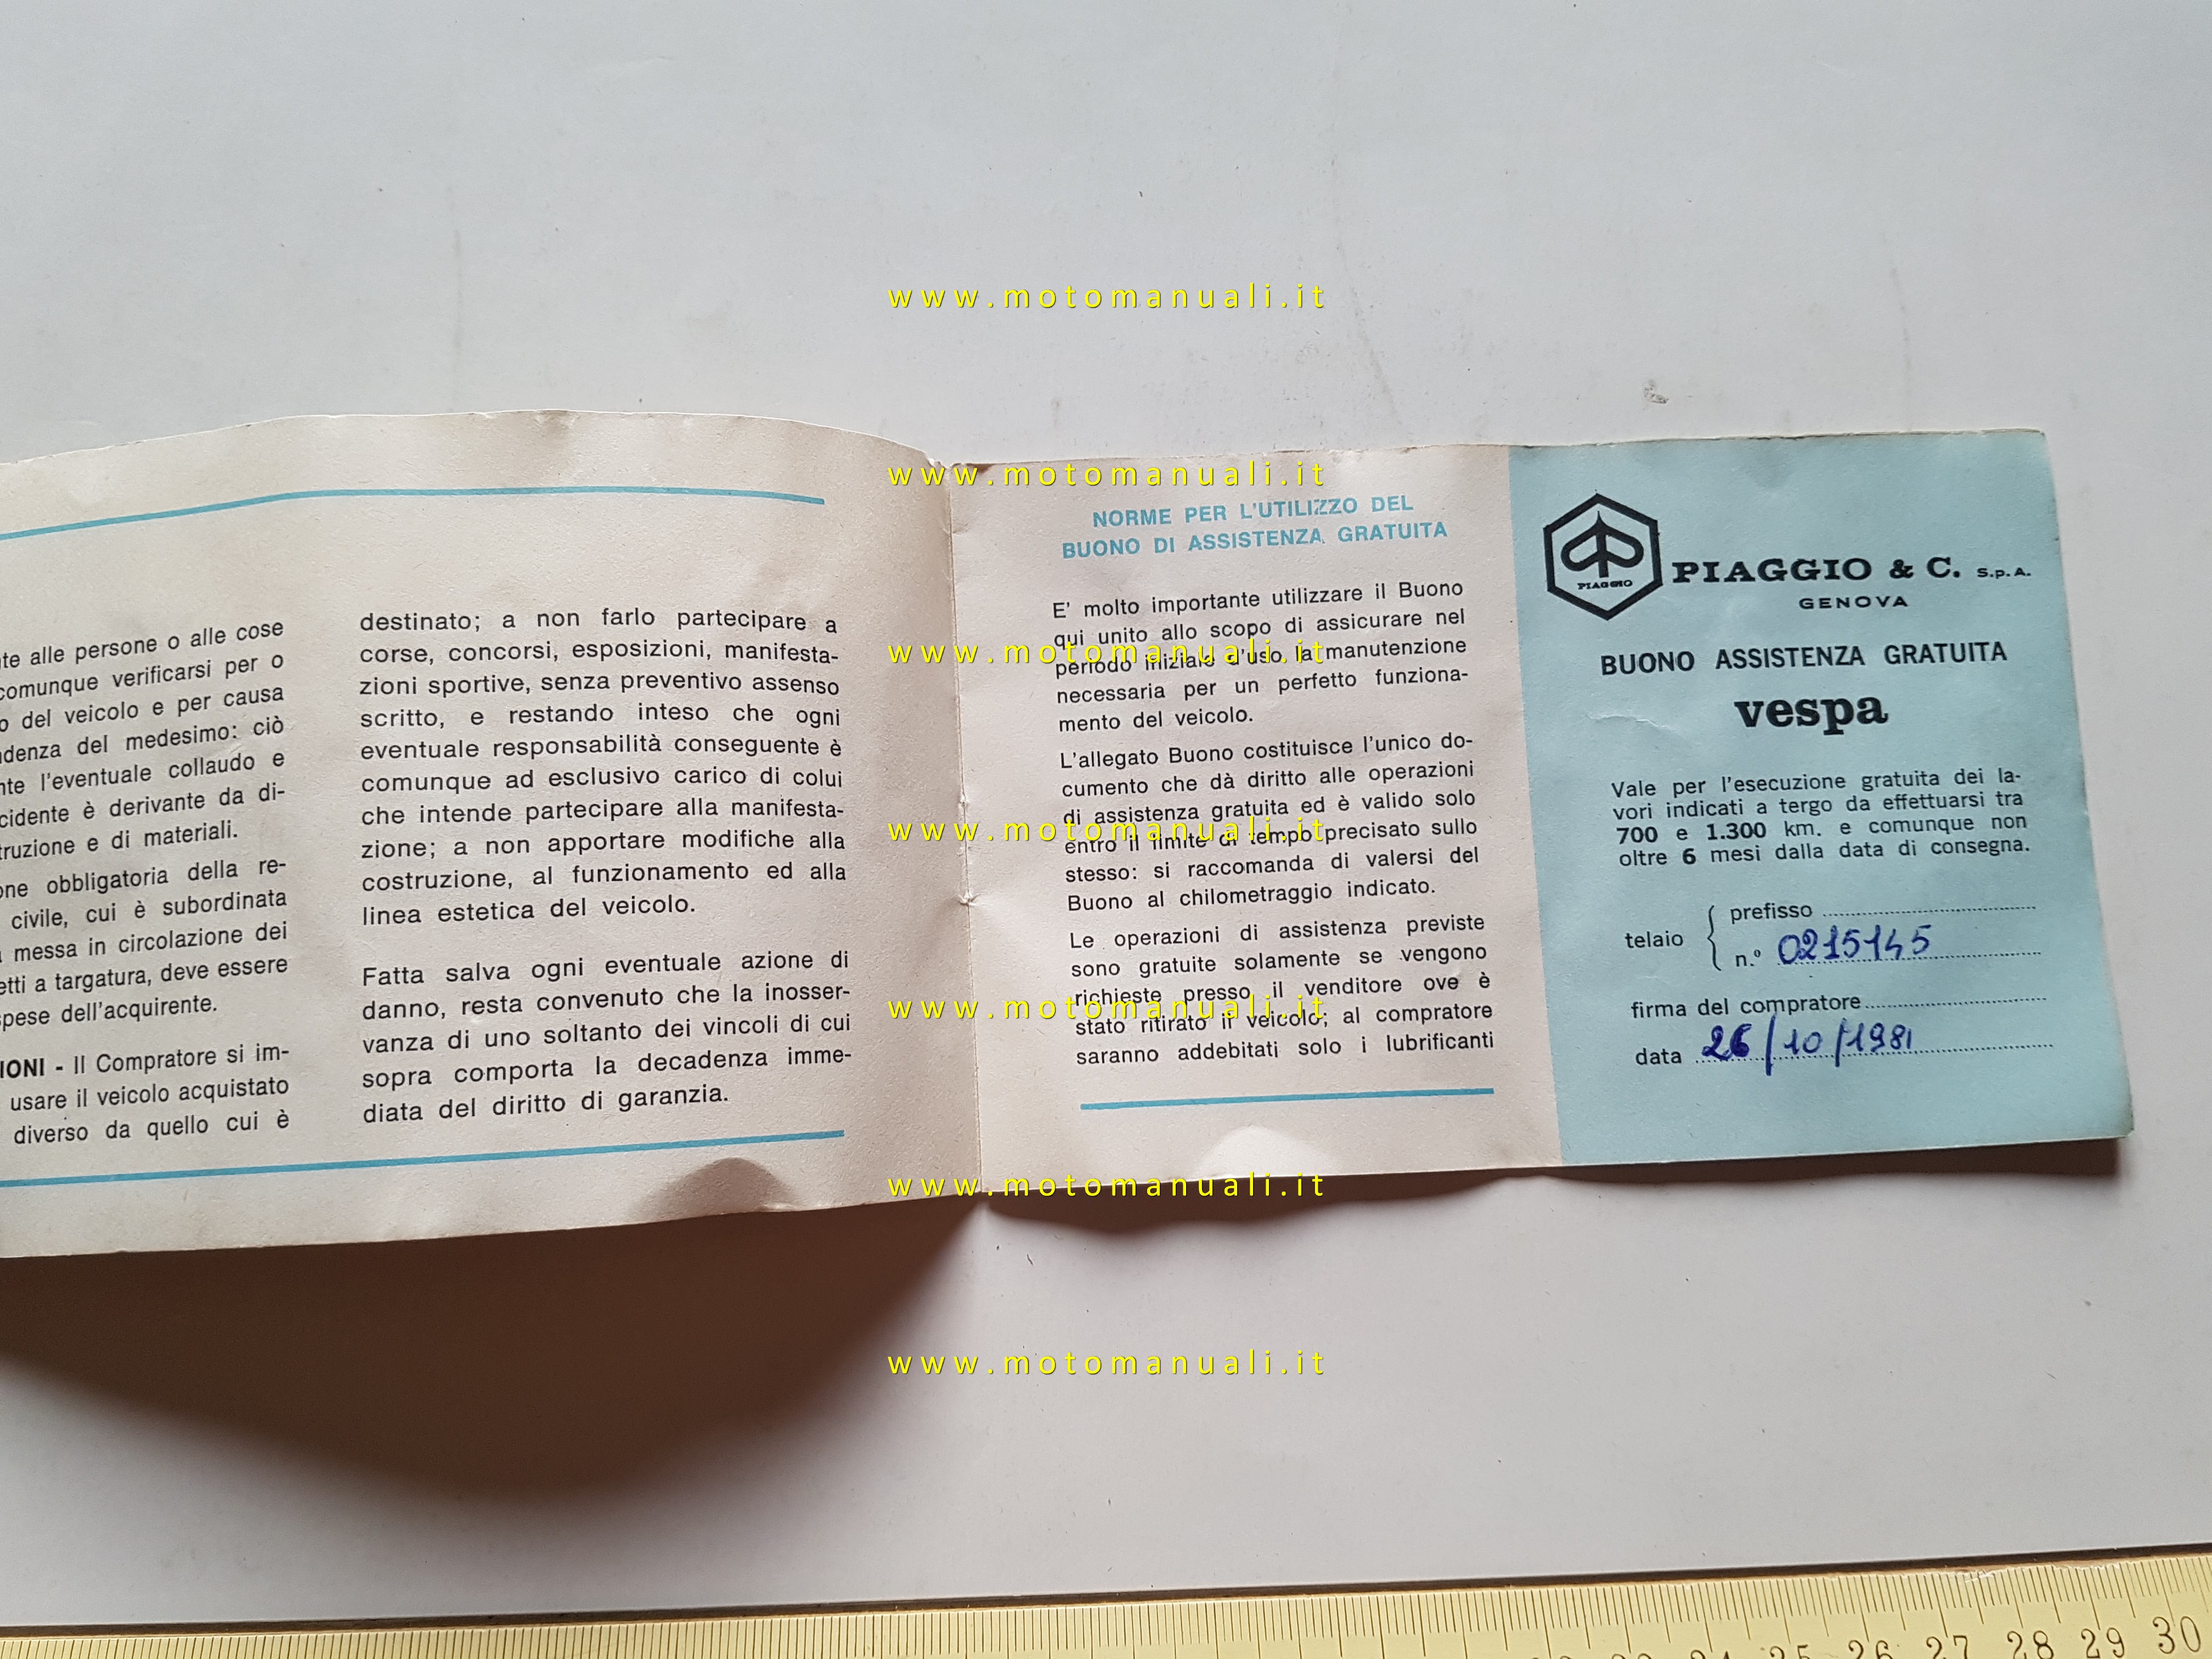 te alle persone o alle cose
comunque verificarsi per o
o del veicolo e per causa
denza del medesimo: ciò
nte l'eventuale collaudo e
cidente è derivante da di-
truzione e di materiali.
one obbligatoria della re-
civile, cui è subordinata
messa in circolazione dei
etti a targatura, deve essere
spese dell'acquirente.
IONI - Il Compratore si im-
usare il veicolo acquistato
diverso da quello cui è
destinato; a non farlo partecipare a
corse, concorsi, esposizioni, manifesta-
zioni sportive, senza preventivo assenso
scritto, e restando inteso che ogni
eventuale responsabilità conseguente è
comunque ad esclusivo carico di colui
che intende partecipare alla manifesta-
zione; a non apportare modifiche alla
costruzione, al funzionamento ed alla
linea estetica del veicolo.
Fatta salva ogni eventuale azione di
danno, resta convenuto che la inosser-
vanza di uno soltanto dei vincoli di cui
sopra comporta la decadenza imme-
diata del diritto di garanzia.
NORME PER L'UTILIZZO DEL
BUONO DI ASSISTENZA GRATUITA
E' molto importante utilizzare il Buono
qui unito allo scopo di assicurare nel
periodo iniziale d'uso la manutenzione
necessaria per un perfetto funziona-
mento del veicolo.
L'allegato Buono costituisce l'unico do-
cumento che dà diritto alle operazioni
di assistenza gratuita ed è valido solo
entro il limite di tempo precisato sullo
stesso: si raccomanda di valersi del
Buono al chilometraggio indicato.
Le operazioni di assistenza previste
sono gratuite solamente se vengono
richieste presso il venditore ove è
stato ritirato il veicolo; al compratore
saranno addebitati solo i lubrificanti
PIAGGIO
PIAGGIO & C. S.p.A.
GENOVA
BUONO ASSISTENZA GRATUITA
vespa
Vale per l'esecuzione gratuita dei la-
vori indicati a tergo da effettuarsi tra
700 e 1.300 km. e comunque non
oltre 6 mesi dalla data di consegna.
telaio
prefisso
n.° 0215145
firma del compratore
data 26/10/1981
www.motomanuali.it
www.motomanuali.it
www.motomanuali.it
www.motomanuali.it
www.motomanuali.it
www.motomanuali.it
www.motomanuali.it
25 26 27 28 29 30